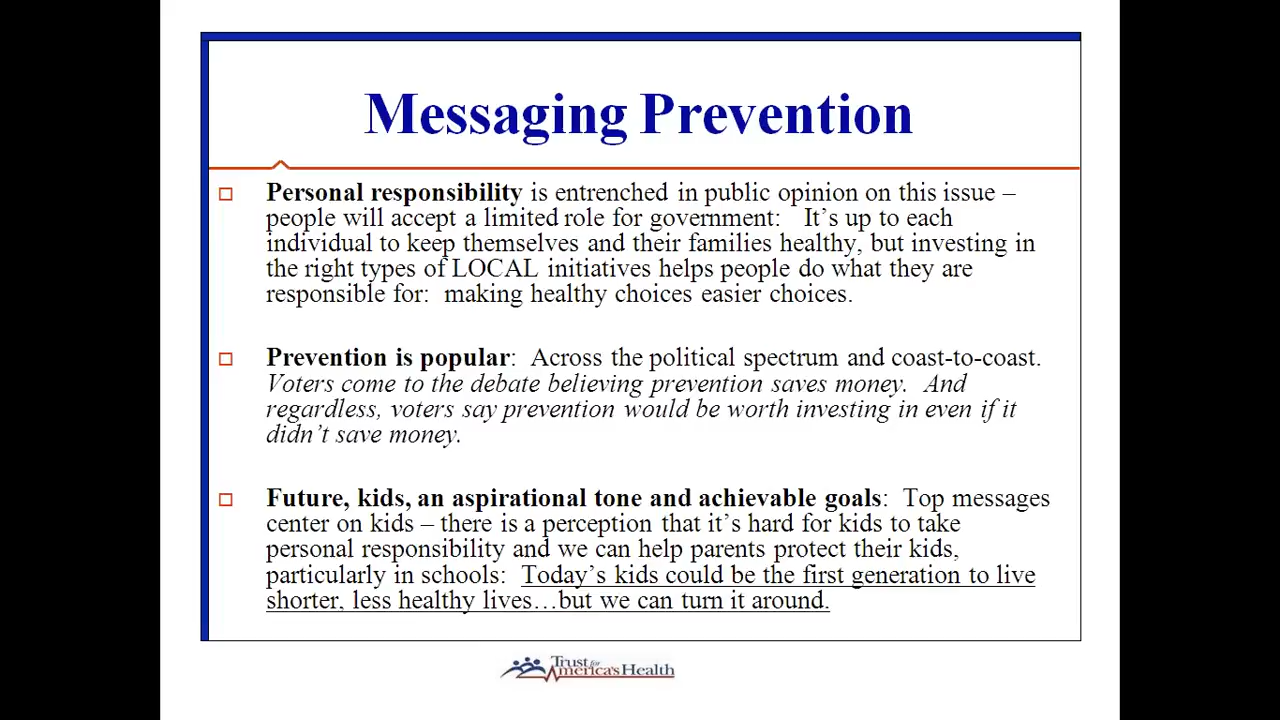 Messaging Prevention
Personal responsibility is entrenched in public opinion on this issue –
people will accept a limited role for government: It's up to each
individual to keep themselves and their families healthy, but investing in
the right types of LOCAL initiatives helps people do what they are
responsible for: making healthy choices easier choices.
Prevention is popular: Across the political spectrum and coast-to-coast.
Voters come to the debate believing prevention saves money. And
regardless, voters say prevention would be worth investing in even if it
didn't save money.
Future, kids, an aspirational tone and achievable goals: Top messages
center on kids – there is a perception that it's hard for kids to take
personal responsibility and we can help parents protect their kids,
particularly in schools: Today's kids could be the first generation to live
shorter, less healthy lives…but we can turn it around.
Trust for
America's Health